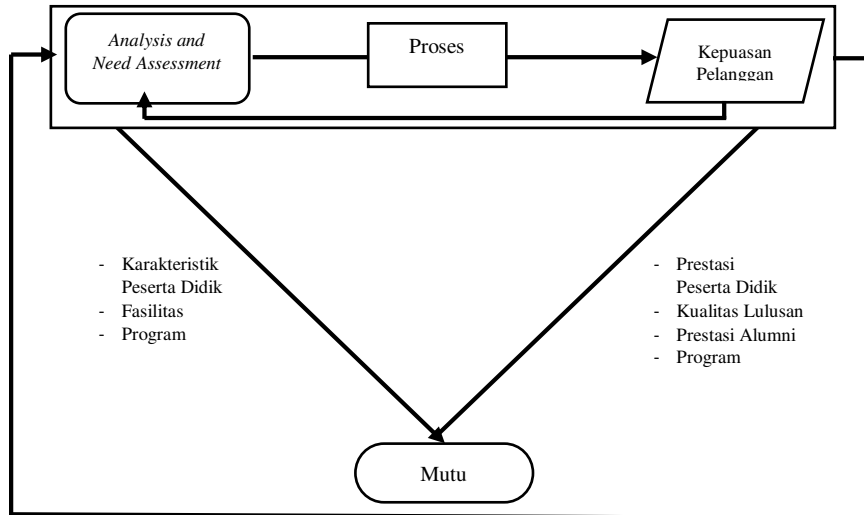 Analysis and
Need Assessment
Proses
Kepuasan
Pelanggan
- Karakteristik
Peserta Didik
- Fasilitas
- Program
- Prestasi
Peserta Didik
- Kualitas Lulusan
- Prestasi Alumni
- Program
Mutu